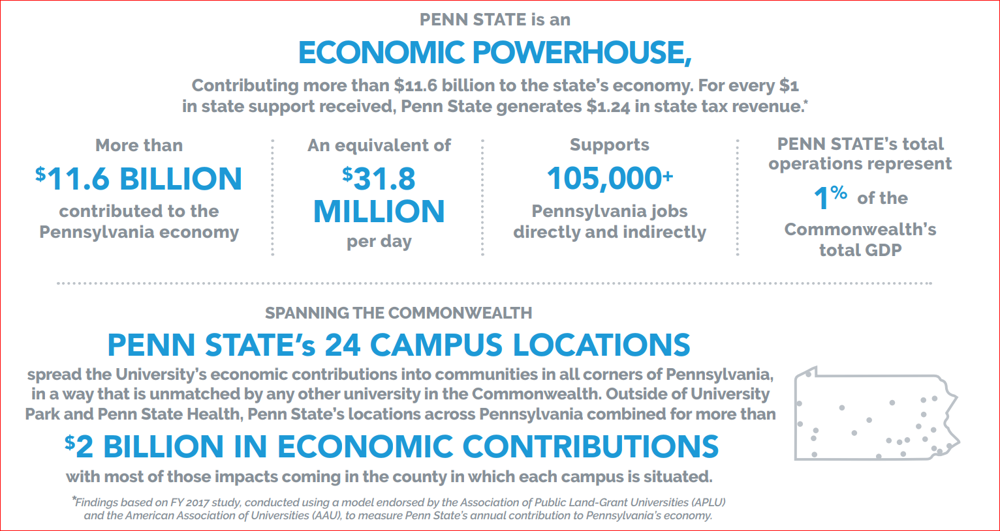 PENN STATE is an
ECONOMIC POWERHOUSE,
Contributing more than $11.6 billion to the state's economy. For every $1
in state support received, Penn State generates $1.24 in state tax revenue.*
More than
$11.6 BILLION
contributed to the
Pennsylvania economy
An equivalent of
$31.8
MILLION
per day
Supports
105,000+
Pennsylvania jobs
directly and indirectly
PENN STATE's total
operations represent
1% of the
Commonwealth's
total GDP
SPANNING THE COMMONWEALTH
PENN STATE's 24 CAMPUS LOCATIONS
spread the University's economic contributions into communities in all corners of Pennsylvania,
in a way that is unmatched by any other university in the Commonwealth. Outside of University
Park and Penn State Health, Penn State's locations across Pennsylvania combined for more than
$2 BILLION IN ECONOMIC CONTRIBUTIONS
with most of those impacts coming in the county in which each campus is situated.
*Findings based on FY 2017 study, conducted using a model endorsed by the Association of Public Land-Grant Universities (APLU)
and the American Association of Universities (AAU), to measure Penn State's annual contribution to Pennsylvania's economy.